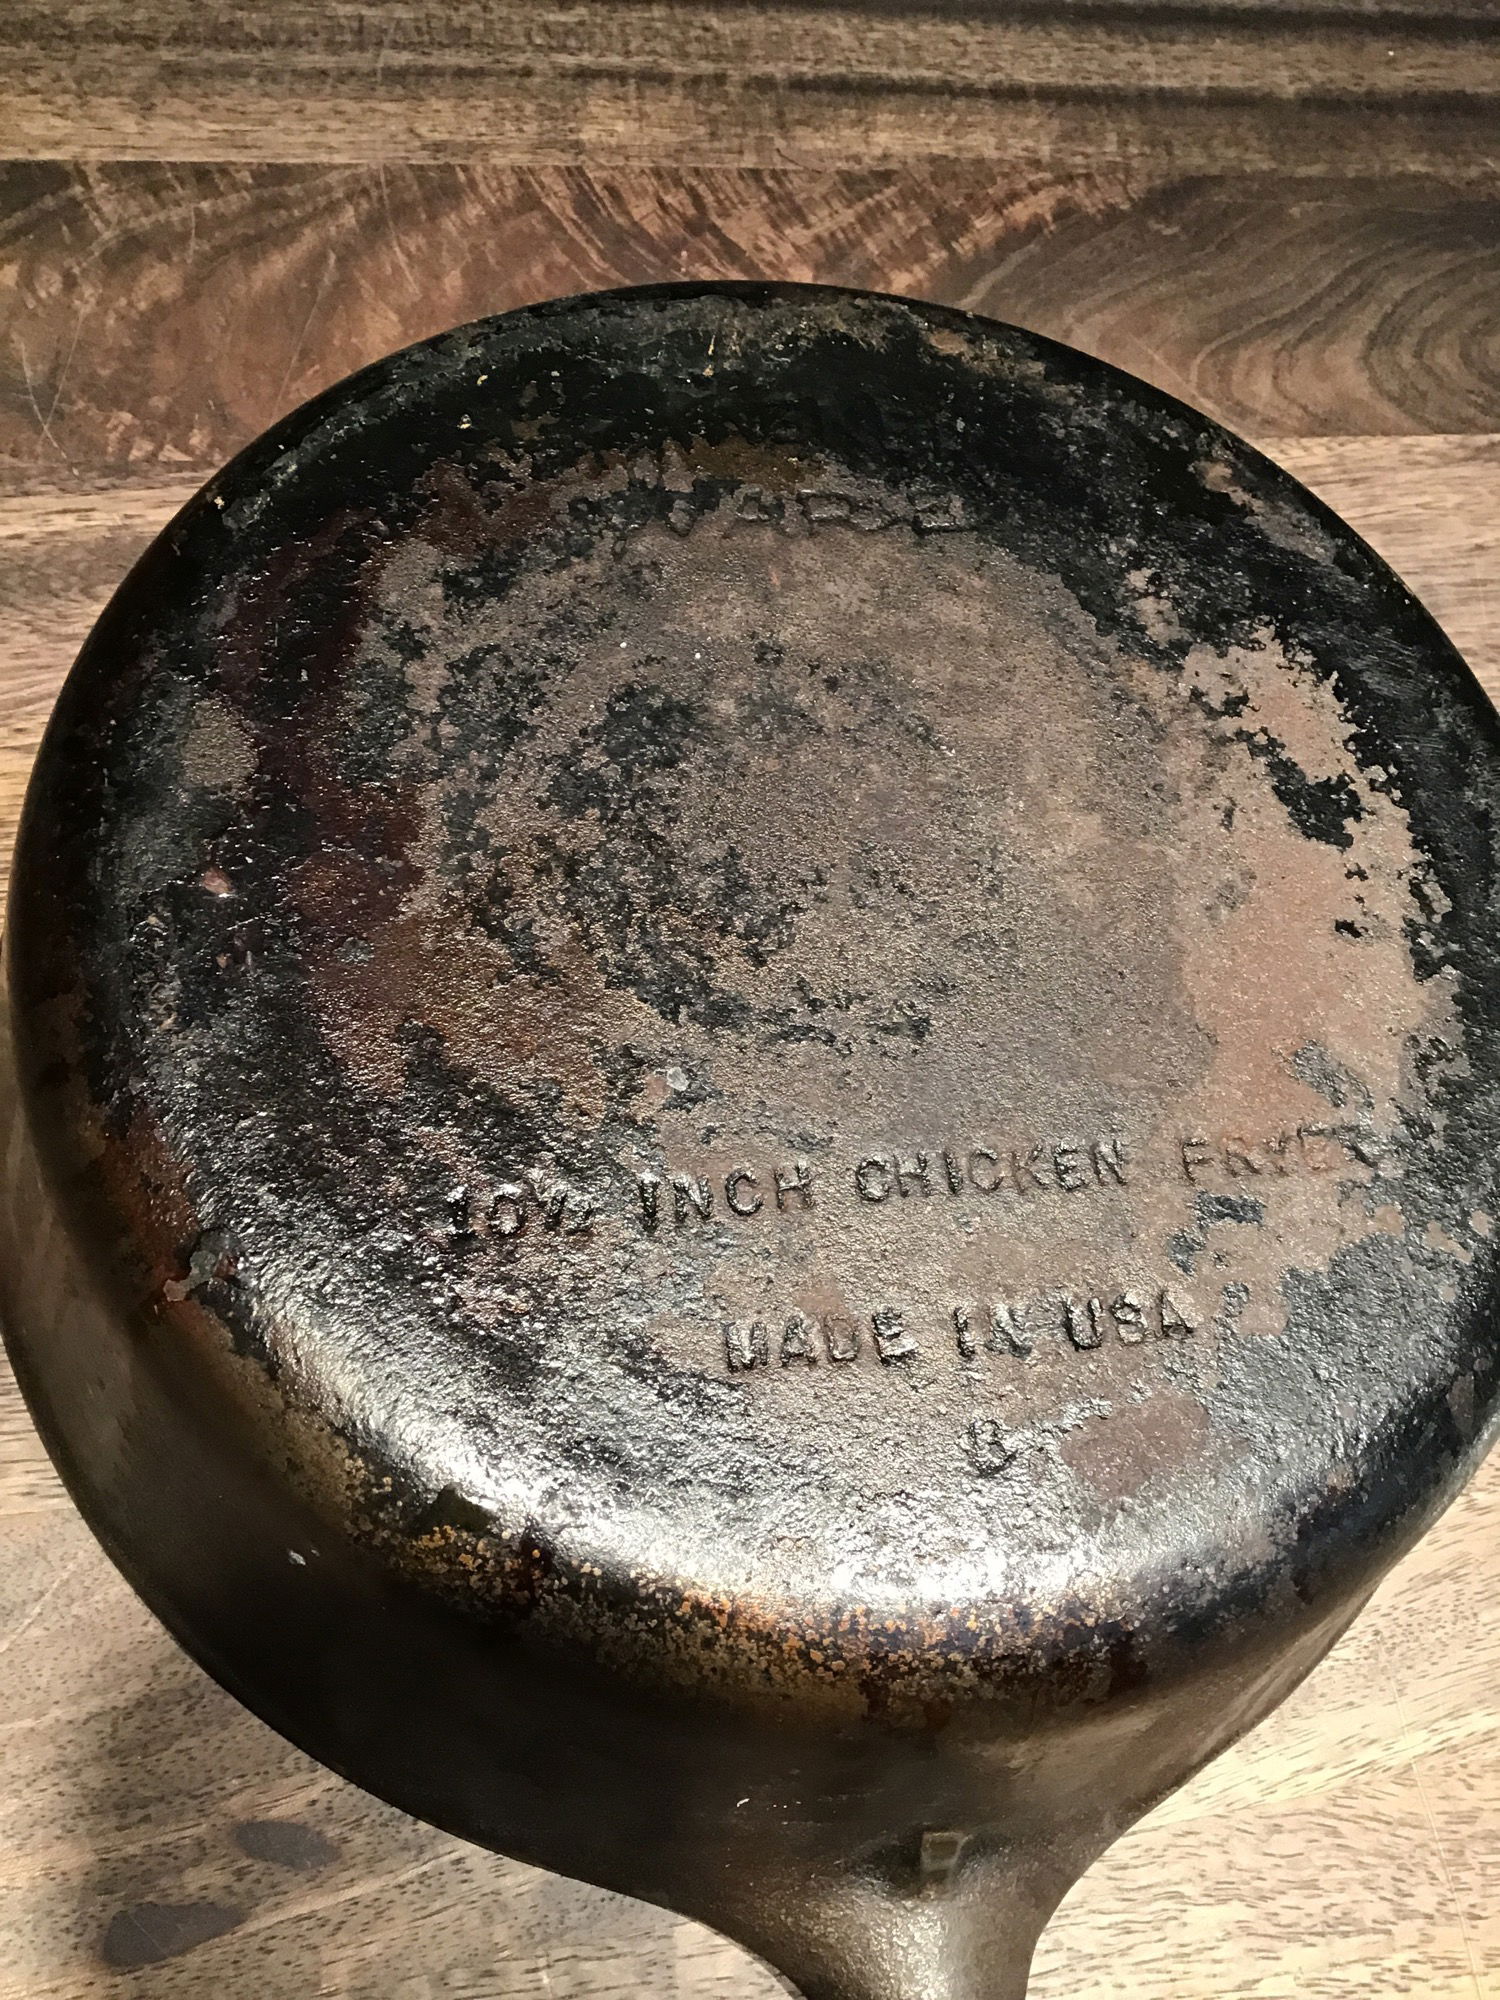 10½ INCH CHICKEN FRYER
MADE IN USA
8